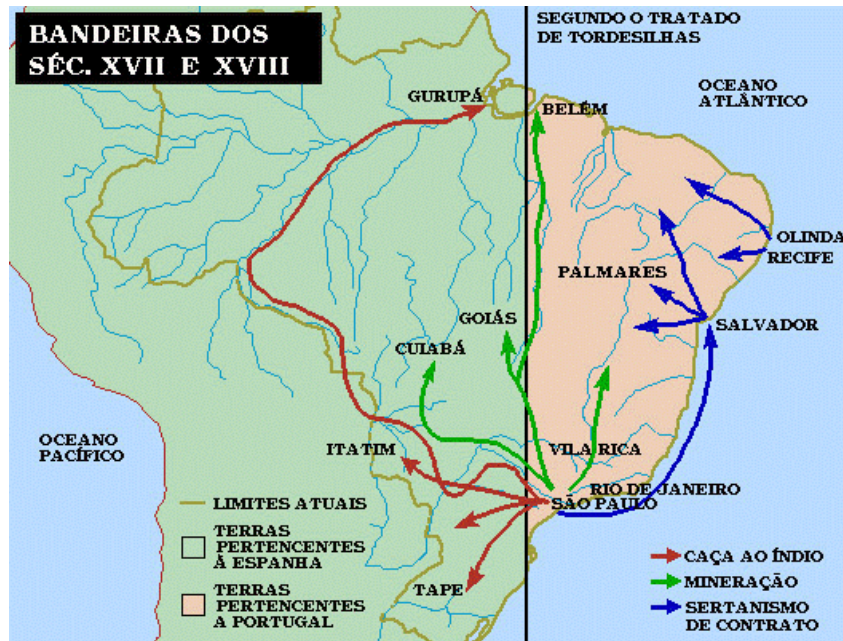 BANDEIRAS DOS
SÉC. XVII E XVIII
SEGUNDO O TRATADO
DE TORDESILHAS
OCEANO
ATLÂNTICO
GURUPÁ
BELÉM
OLINDA
RECIFE
PALMARES
SALVADOR
GOIÁS
CUIABÁ
OCEANO
PACÍFICO
ITATIM
VILA RICA
RIO DE JANEIRO
SÃO PAULO
TAPE
LIMITES ATUAIS
TERRAS
PERTENCENTES
À ESPANHA
TERRAS
PERTENCENTES
A PORTUGAL
CAÇA AO ÍNDIO
MINERAÇÃO
SERTANISMO
DE CONTRATO